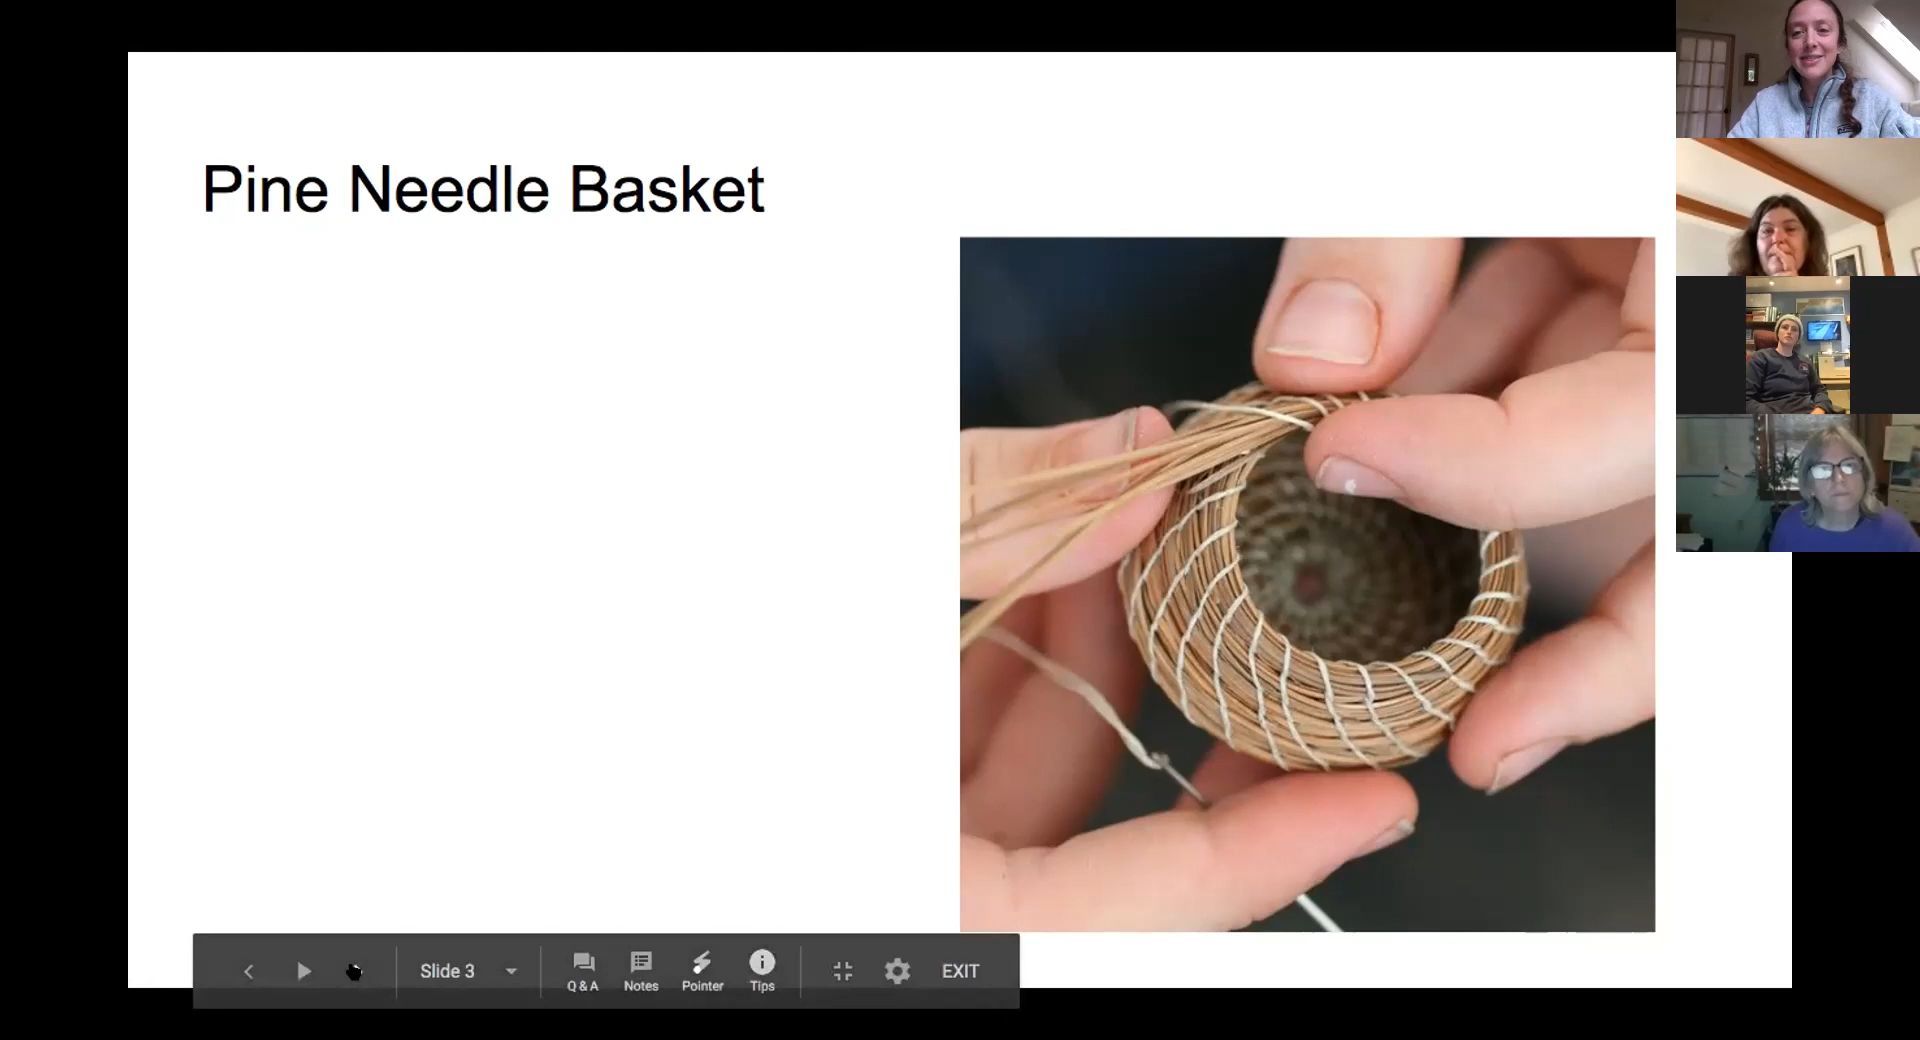 Pine Needle Basket
Slide 3
Q & A
Notes
Pointer
Tips
EXIT